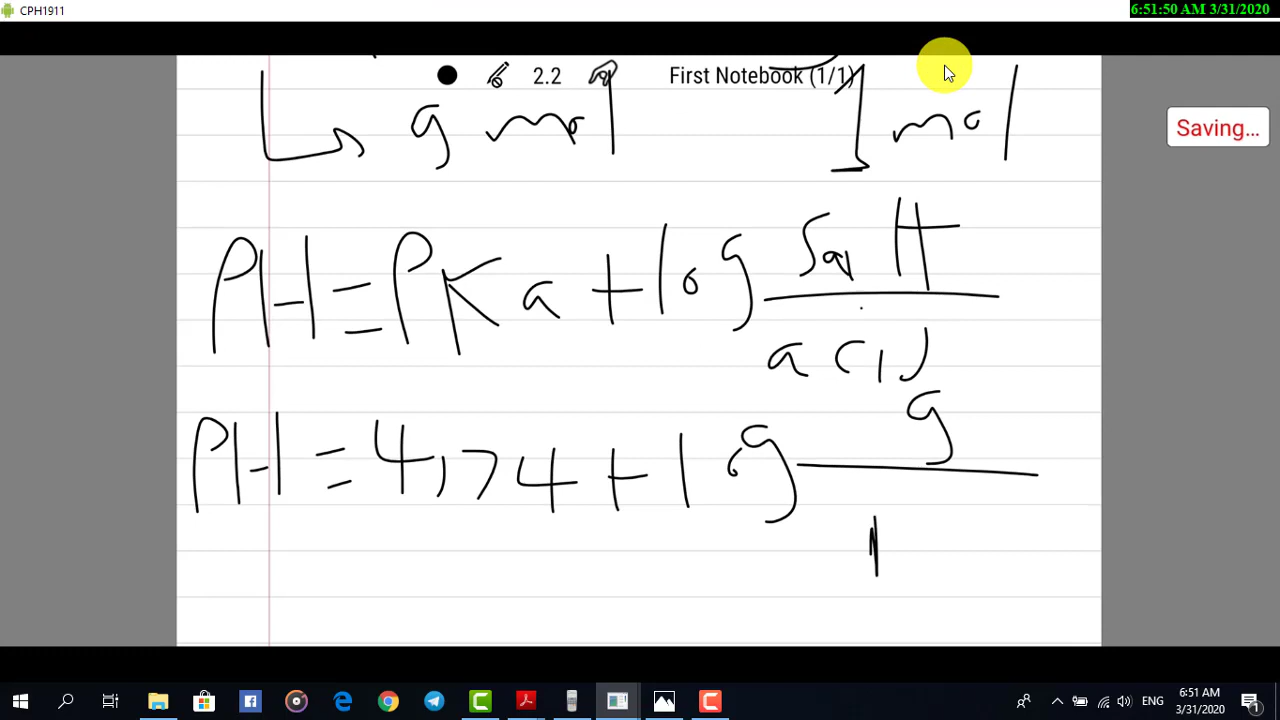 CPH1911
6:51:50 AM 3/31/2020
2.2
First Notebook (1/1)
Saving...
9 mol
1 mol
PH = PKa + log salt
acid
PH = 4,74 + log 9
1
ENG
6:51 AM
3/31/2020